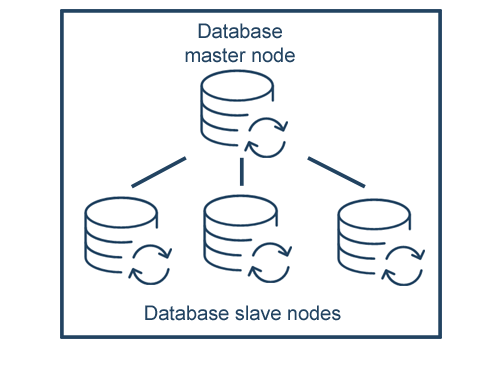 Database
master node
Database slave nodes